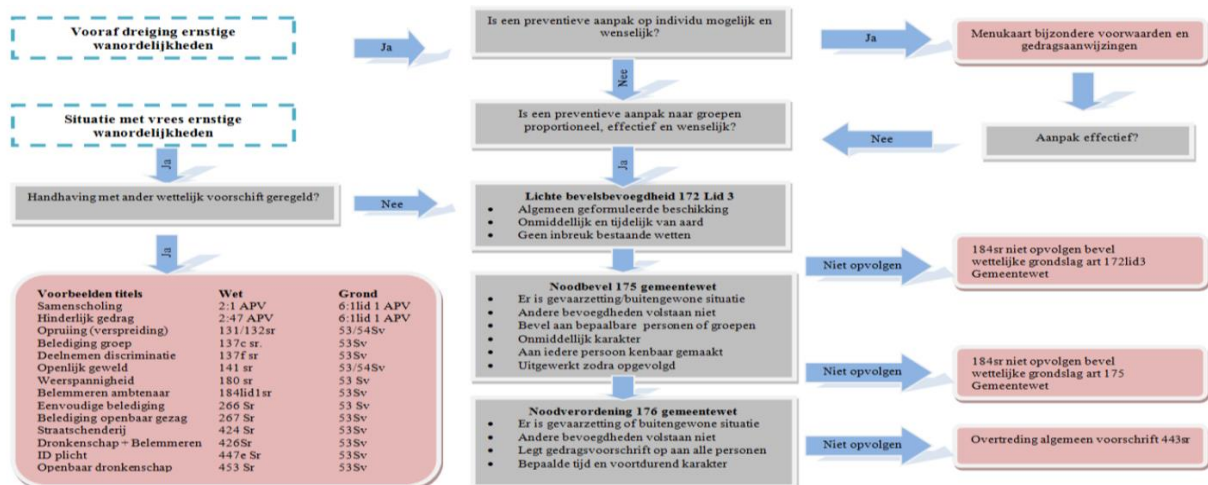 Vooraf dreiging ernstige
wanordelijkheden
Ja
Is een preventieve aanpak op individu mogelijk en
wenselijk?
Ja
Menukaart bijzondere voorwaarden en
gedragsaanwijzingen
Nee
Situatie met vrees ernstige
wanordelijkheden
Is een preventieve aanpak naar groepen
proportioneel, effectief en wenselijk?
Nee
Aanpak effectief?
Ja
Ja
Handhaving met ander wettelijk voorschift geregeld?
Nee
Lichte bevelsbevoegdheid 172 Lid 3
• Algemeen geformuleerde beschikking
• Onmiddellijk en tijdelijk van aard
• Geen inbreuk bestaande wetten
Ja
Niet opvolgen
184sr niet opvolgen bevel
wettelijke grondslag art 172lid3
Gemeentewet
Voorbeelden titels Wet Grond
Samenscholing 2:1 APV 6:1lid 1 APV
Hinderlijk gedrag 2:47 APV 6:1lid 1 APV
Opruiing (verspreiding) 131/132sr 53/54Sv
Belediging groep 137c sr. 53Sv
Deelnemen discriminatie 137f sr 53Sv
Openlijk geweld 141 sr 53/54Sv
Weerspannigheid 180 sr 53 Sv
Belemmeren ambtenaar 184lid1sr 53Sv
Eenvoudige belediging 266 Sr 53 Sv
Belediging openbaar gezag 267 Sr 53Sv
Straatschenderij 424 Sr 53Sv
Dronkenschap + Belemmeren 426Sr 53Sv
ID plicht 447e Sr 53Sv
Openbaar dronkenschap 453 Sr 53Sv
Noodbevel 175 gemeentewet
• Er is gevaarzetting/buitengewone situatie
• Andere bevoegdheden volstaan niet
• Bevel aan bepaalbare personen of groepen
• Onmiddellijk karakter
• Aan iedere persoon kenbaar gemaakt
• Uitgewerkt zodra opgevolgd
Niet opvolgen
184sr niet opvolgen bevel
wettelijke grondslag art 175
Gemeentewet
Noodverordening 176 gemeentewet
• Er is gevaarzetting of buitengewone situatie
• Andere bevoegdheden volstaan niet
• Legt gedragsvoorschrift op aan alle personen
• Bepaalde tijd en voortdurend karakter
Niet opvolgen
Overtreding algemeen voorschrift 443sr